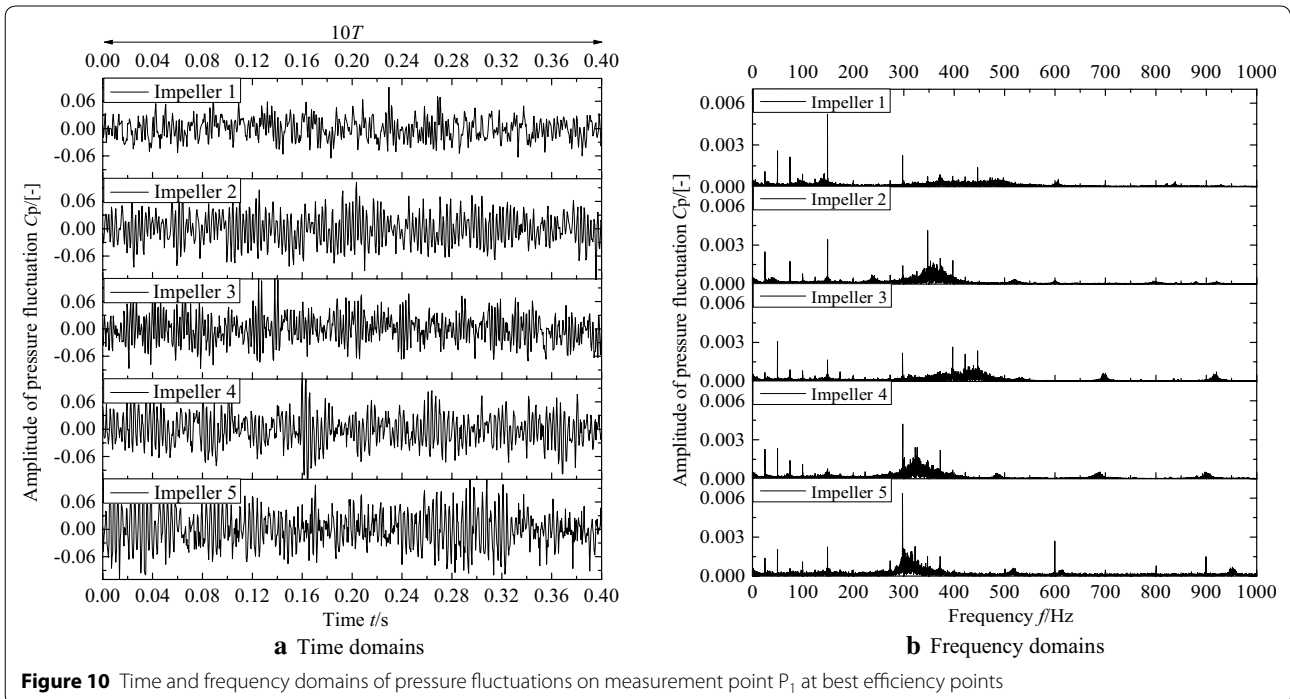 10T
0.00 0.04 0.08 0.12 0.16 0.20 0.24 0.28 0.32 0.36 0.40
Amplitude of pressure fluctuation Cp/[-]
0.06
0.00
-0.06
Impeller 1
0.06
0.00
-0.06
Impeller 2
0.06
0.00
-0.06
Impeller 3
0.06
0.00
-0.06
Impeller 4
0.06
0.00
-0.06
Impeller 5
0.00 0.04 0.08 0.12 0.16 0.20 0.24 0.28 0.32 0.36 0.40
Time t/s
a Time domains
0 100 200 300 400 500 600 700 800 900 1000
Amplitude of pressure fluctuation Cp/[-]
0.006
0.003
0.000
Impeller 1
0.006
0.003
0.000
Impeller 2
0.006
0.003
0.000
Impeller 3
0.006
0.003
0.000
Impeller 4
0.006
0.003
0.000
Impeller 5
0 100 200 300 400 500 600 700 800 900 1000
Frequency f/Hz
b Frequency domains
Figure 10 Time and frequency domains of pressure fluctuations on measurement point P₁ at best efficiency points